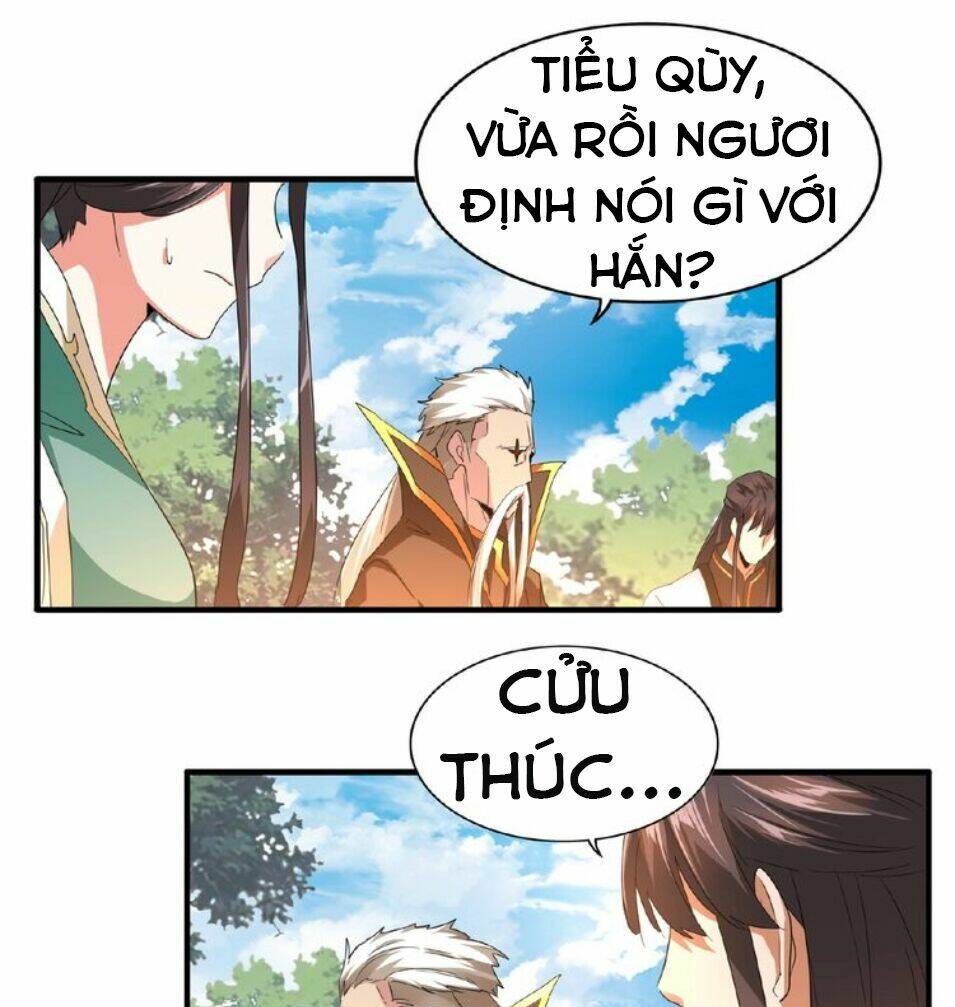 TIỂU QÙY,
VỪA RỒI NGƯƠI
ĐỊNH NÓI GÌ VỚI
HẮN?
CỬU
THÚC...